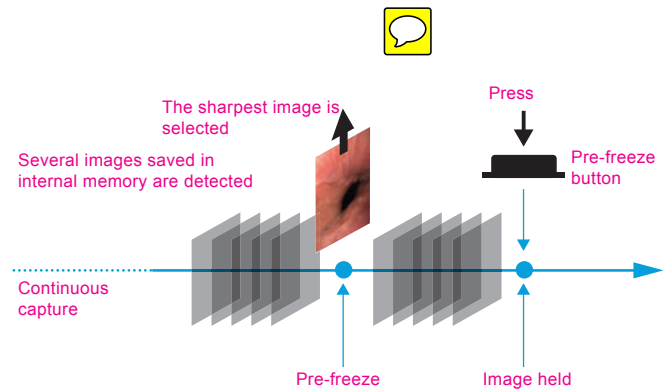 Press
The sharpest image is
selected
Several images saved in
internal memory are detected
Pre-freeze
button
Continuous
capture
Pre-freeze
Image held